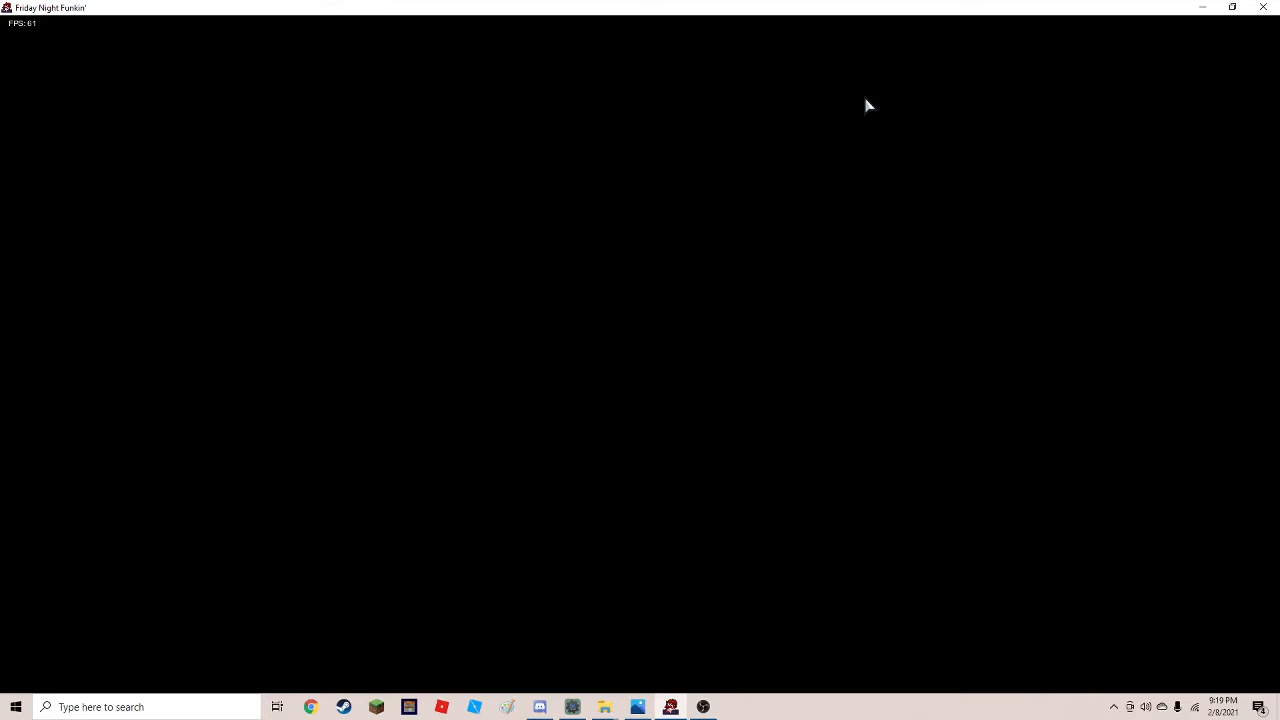 Friday Night Funkin'
FPS: 61
Type here to search
9:19 PM
2/8/2021